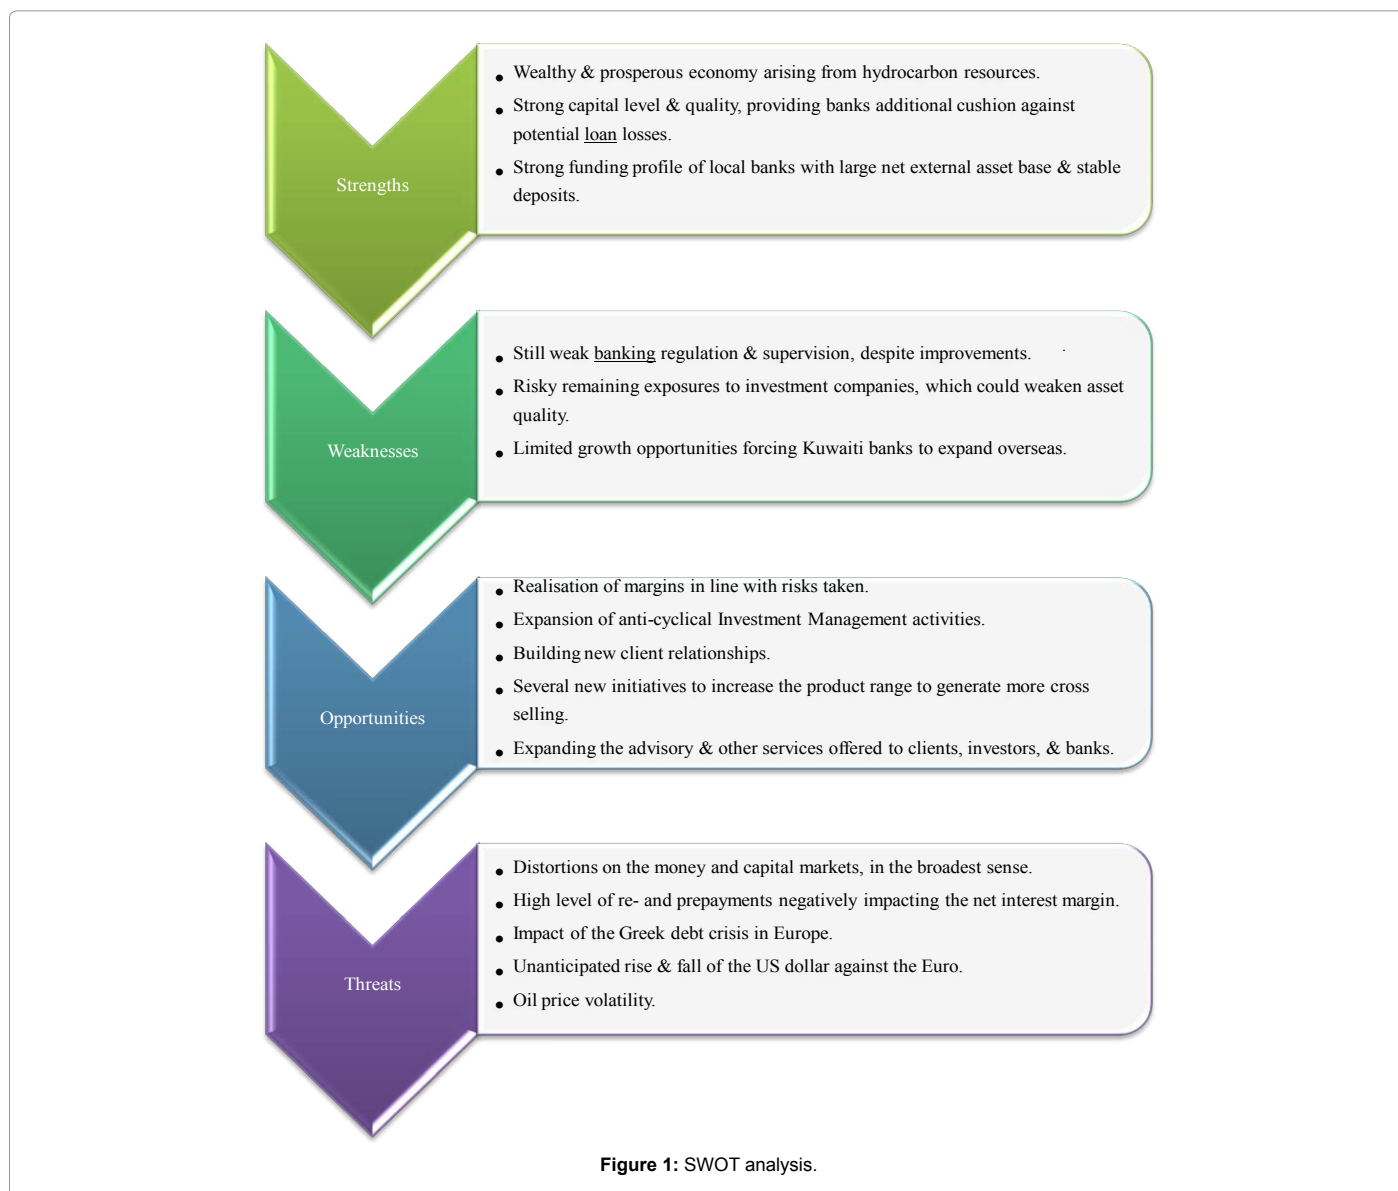 Strengths
• Wealthy & prosperous economy arising from hydrocarbon resources.
• Strong capital level & quality, providing banks additional cushion against
potential loan losses.
• Strong funding profile of local banks with large net external asset base & stable
deposits.
Weaknesses
• Still weak banking regulation & supervision, despite improvements.
• Risky remaining exposures to investment companies, which could weaken asset
quality.
• Limited growth opportunities forcing Kuwaiti banks to expand overseas.
Opportunities
• Realisation of margins in line with risks taken.
• Expansion of anti-cyclical Investment Management activities.
• Building new client relationships.
• Several new initiatives to increase the product range to generate more cross
selling.
• Expanding the advisory & other services offered to clients, investors, & banks.
Threats
• Distortions on the money and capital markets, in the broadest sense.
• High level of re- and prepayments negatively impacting the net interest margin.
• Impact of the Greek debt crisis in Europe.
• Unanticipated rise & fall of the US dollar against the Euro.
• Oil price volatility.
Figure 1: SWOT analysis.